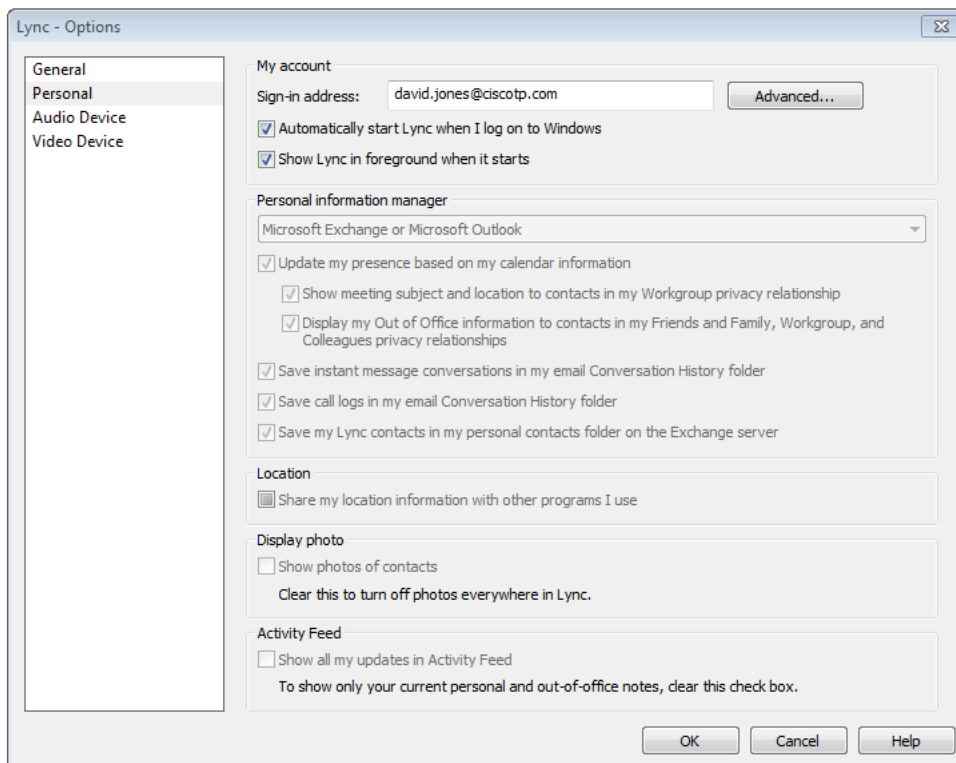 Lync - Options
General
Personal
Audio Device
Video Device
My account
Sign-in address: david.jones@ciscotp.com Advanced...
Automatically start Lync when I log on to Windows
Show Lync in foreground when it starts
Personal information manager
Microsoft Exchange or Microsoft Outlook
Update my presence based on my calendar information
Show meeting subject and location to contacts in my Workgroup privacy relationship
Display my Out of Office information to contacts in my Friends and Family, Workgroup, and
Colleagues privacy relationships
Save instant message conversations in my email Conversation History folder
Save call logs in my email Conversation History folder
Save my Lync contacts in my personal contacts folder on the Exchange server
Location
Share my location information with other programs I use
Display photo
Show photos of contacts
Clear this to turn off photos everywhere in Lync.
Activity Feed
Show all my updates in Activity Feed
To show only your current personal and out-of-office notes, clear this check box.
OK Cancel Help